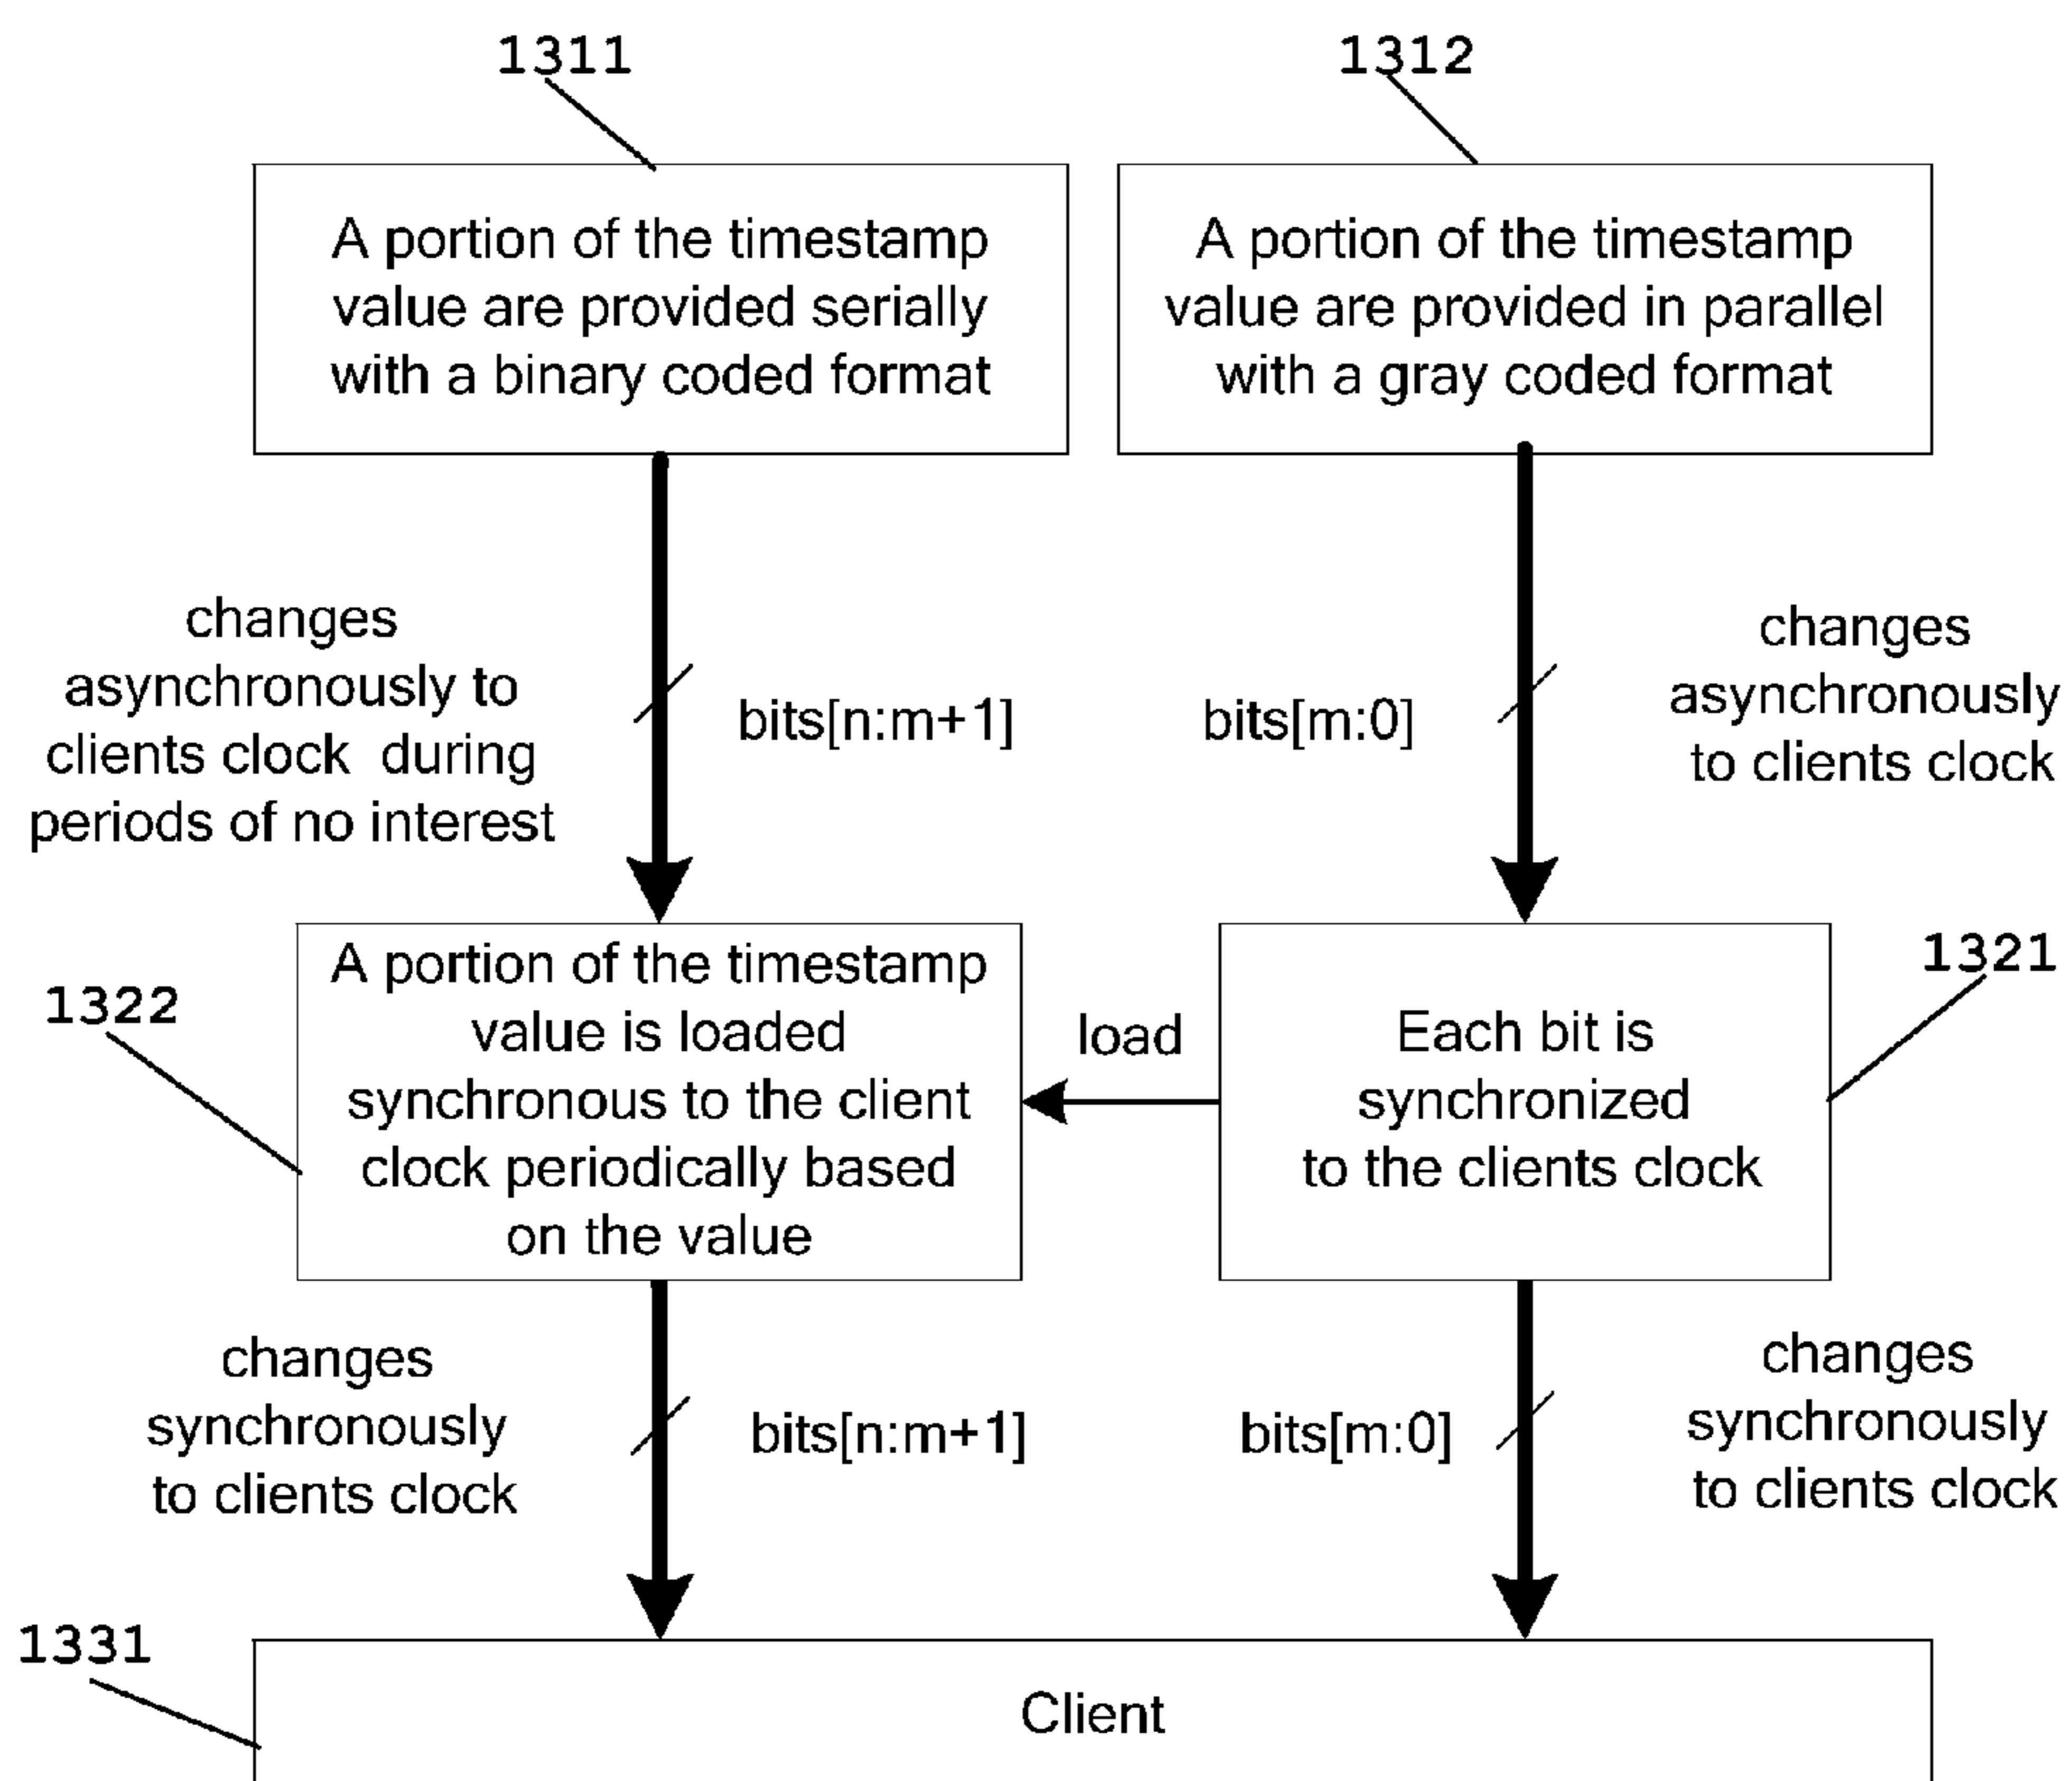 1311
1312
A portion of the timestamp
value are provided serially
with a binary coded format
A portion of the timestamp
value are provided in parallel
with a gray coded format
changes
asynchronously to
clients clock during
periods of no interest
bits[n:m+1]
bits[m:0]
changes
asynchronously
to clients clock
1322
A portion of the timestamp
value is loaded
synchronous to the client
clock periodically based
on the value
load
Each bit is
synchronized
to the clients clock
1321
changes
synchronously
to clients clock
bits[n:m+1]
bits[m:0]
changes
synchronously
to clients clock
1331
Client